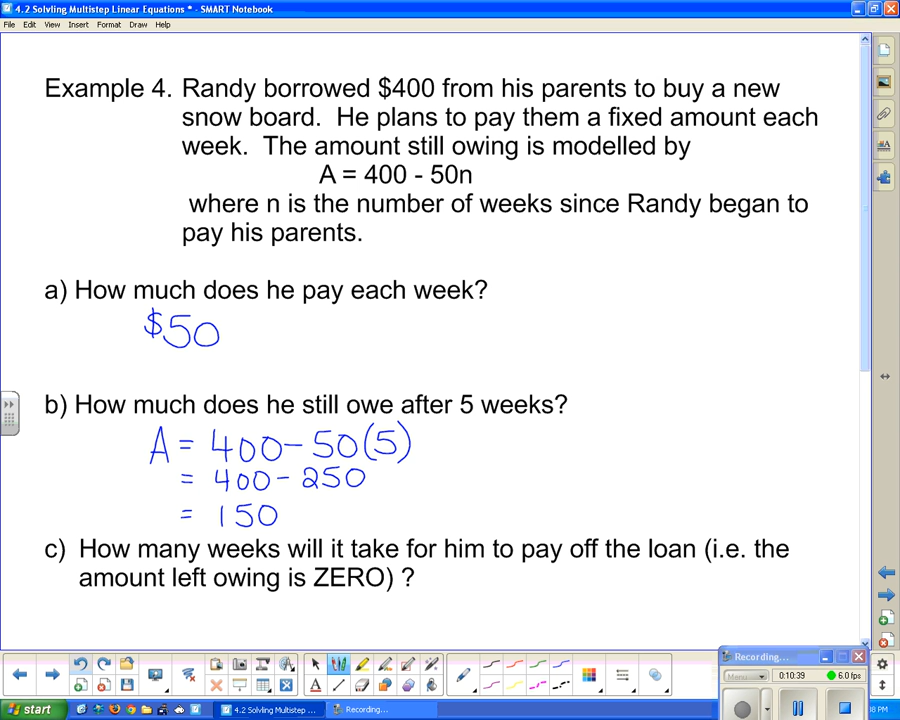 4.2 Solvling Multistep Linear Equations * - SMART Notebook
File Edit View Insert Format Draw Help
Example 4. Randy borrowed $400 from his parents to buy a new
snow board. He plans to pay them a fixed amount each
week. The amount still owing is modelled by
A = 400 - 50n
where n is the number of weeks since Randy began to
pay his parents.
a) How much does he pay each week?
$50
b) How much does he still owe after 5 weeks?
A = 400 - 50(5)
= 400 - 250
= 150
c) How many weeks will it take for him to pay off the loan (i.e. the
amount left owing is ZERO) ?
Recording...
Menu
0:10:39
6.0 fps
start
4.2 Solvling Multistep ...
Recording...
8 PM